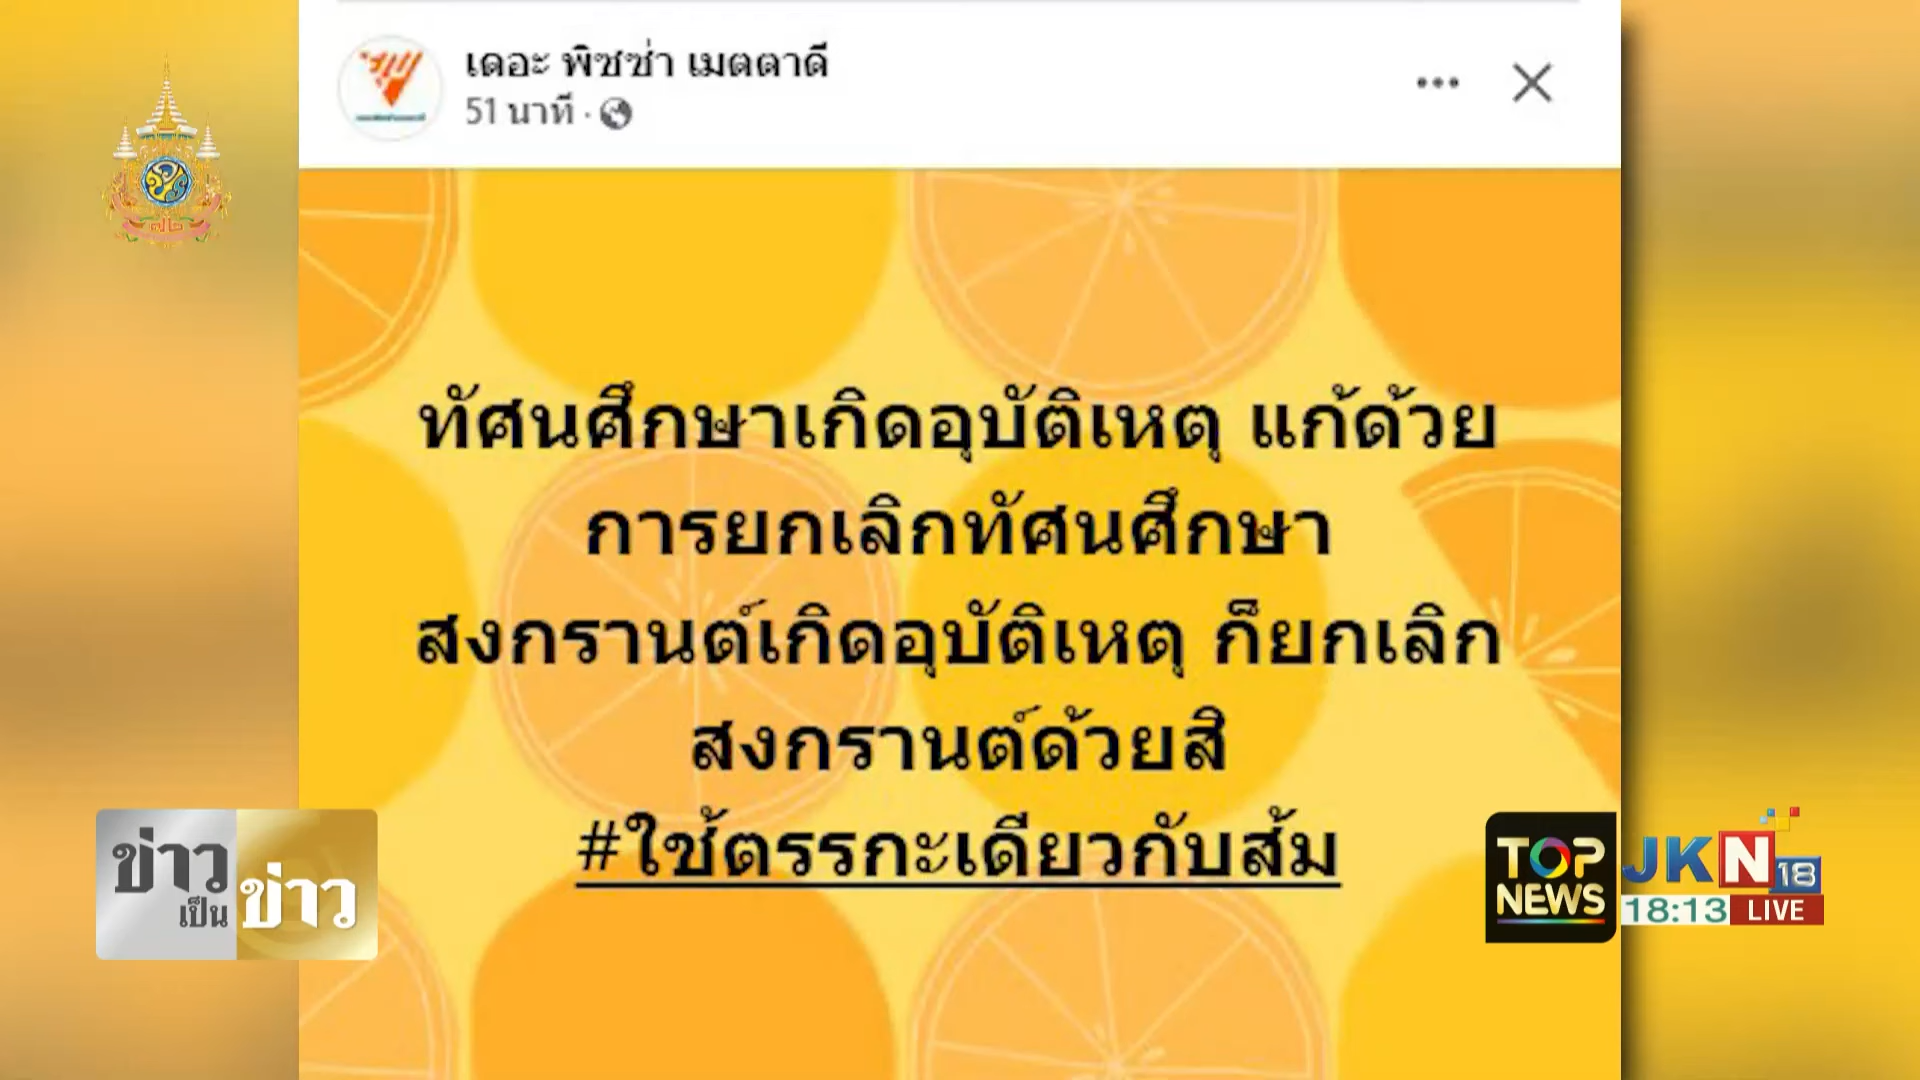 เดอะ พิซซ่า เมตตาดี
51 นาที ·
ทัศนศึกษาเกิดอุบัติเหตุ แก้ด้วย
การยกเลิกทัศนศึกษา
สงกรานต์เกิดอุบัติเหตุ ก็ยกเลิก
สงกรานต์ด้วยสิ
#ใช้ตรรกะเดียวกับส้ม
ข่าว
เป็น
ข่าว
TOP
NEWS
JKN
18
18:13
LIVE